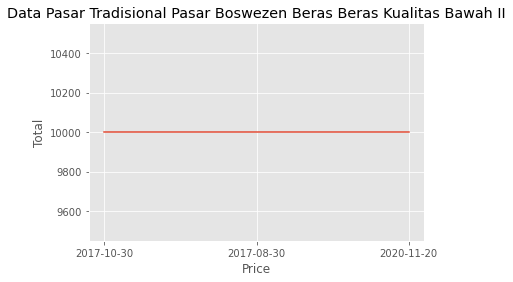 Data Pasar Tradisional Pasar Boswezen Beras Beras Kualitas Bawah II
10400
10200
10000
9800
9600
Total
2017-10-30 2017-08-30 2020-11-20
Price